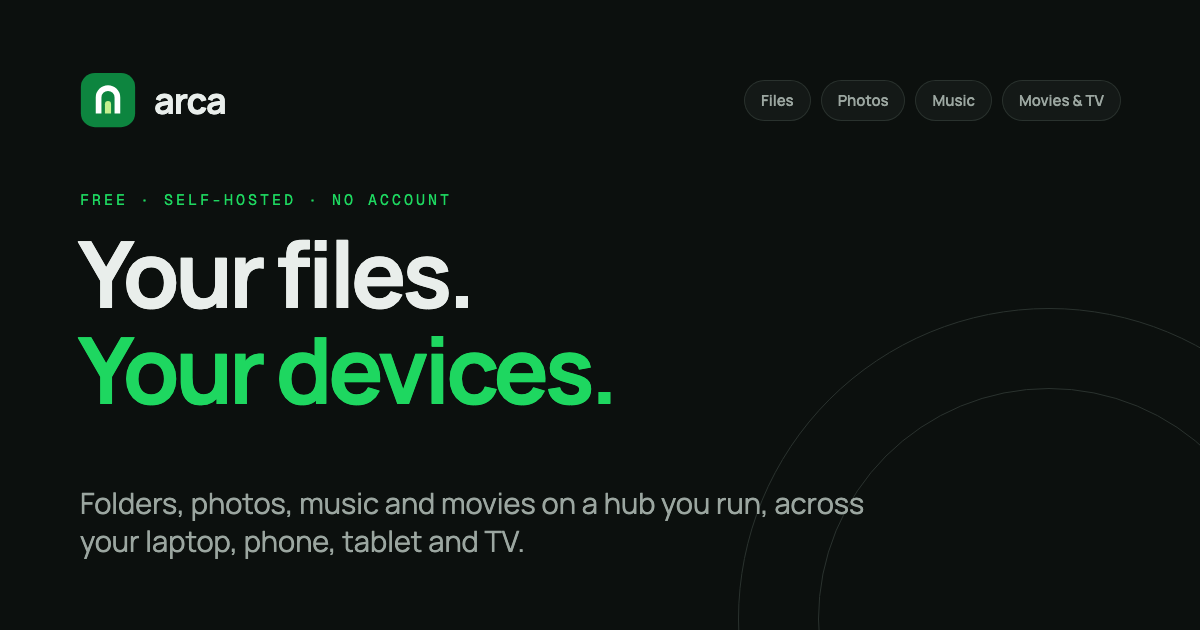 arca
Files
Photos
Music
Movies & TV
FREE · SELF-HOSTED · NO ACCOUNT
Your files.
Your devices.
Folders, photos, music and movies on a hub you run, across
your laptop, phone, tablet and TV.